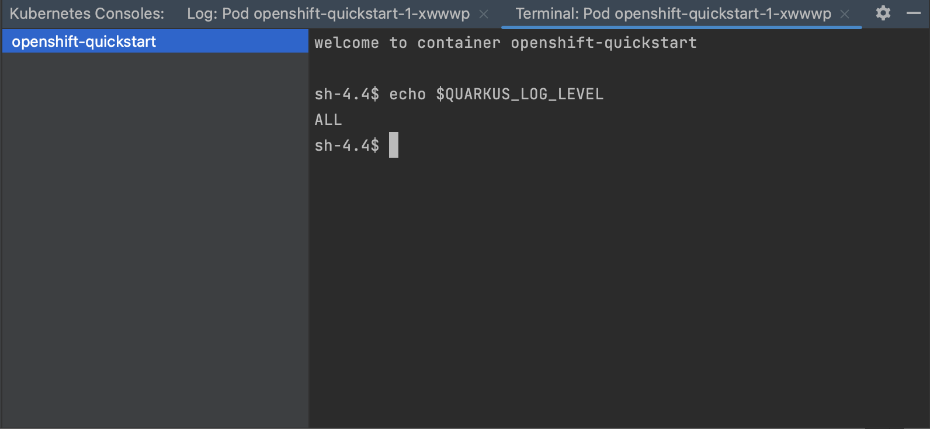 Kubernetes Consoles: Log: Pod openshift-quickstart-1-xwwwp Terminal: Pod openshift-quickstart-1-xwwwp
openshift-quickstart
welcome to container openshift-quickstart
sh-4.4$ echo $QUARKUS_LOG_LEVEL
ALL
sh-4.4$